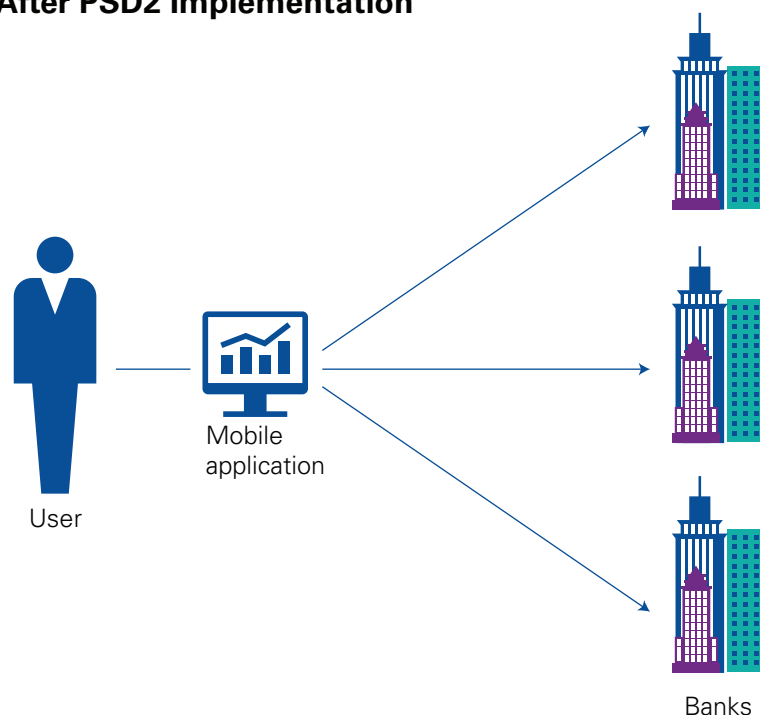 After PSD2 Implementation
User
Mobile
application
Banks